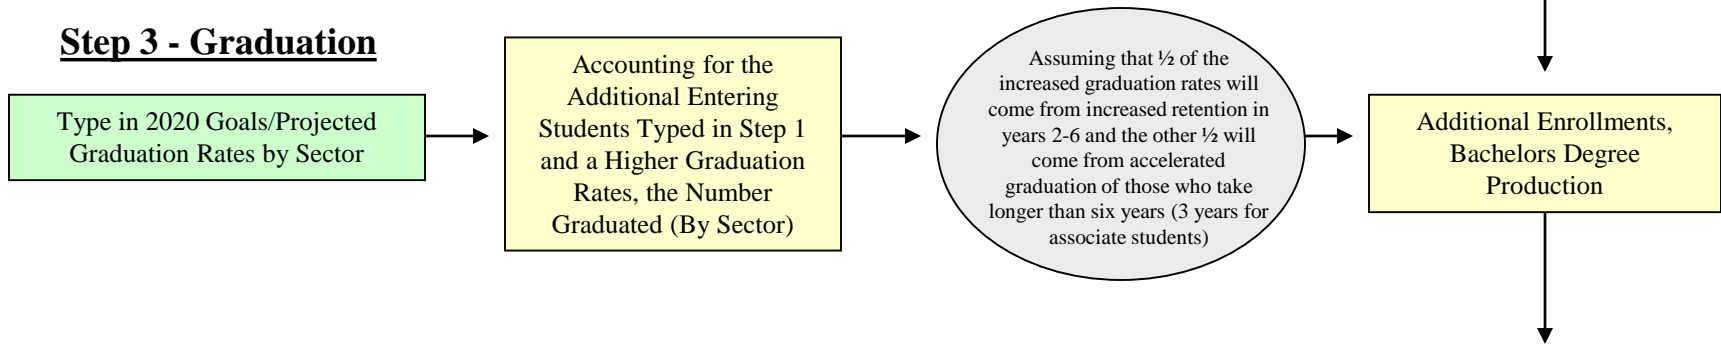 Step 3 - Graduation
Type in 2020 Goals/Projected
Graduation Rates by Sector
Accounting for the
Additional Entering
Students Typed in Step 1
and a Higher Graduation
Rates, the Number
Graduated (By Sector)
Assuming that ½ of the
increased graduation rates will
come from increased retention in
years 2-6 and the other ½ will
come from accelerated
graduation of those who take
longer than six years (3 years for
associate students)
Additional Enrollments,
Bachelors Degree
Production